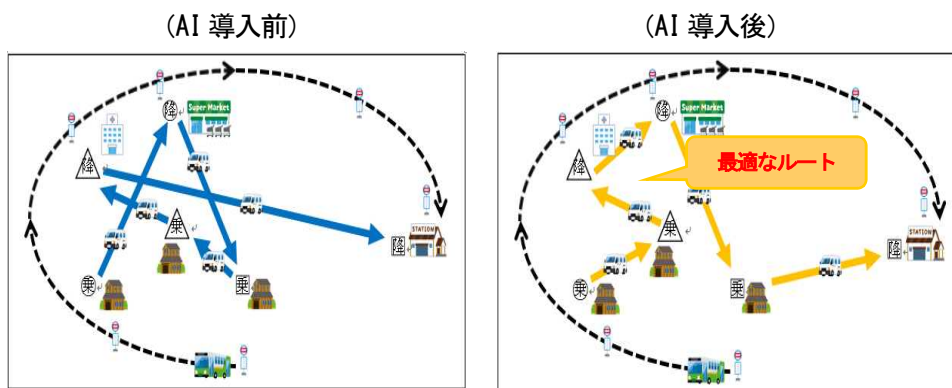 (AI 導入前)
降
Super Market
降
乗
降
STATION
乗
乗
(AI 導入後)
降
Super Market
最適なルート
降
乗
降
STATION
乗
乗